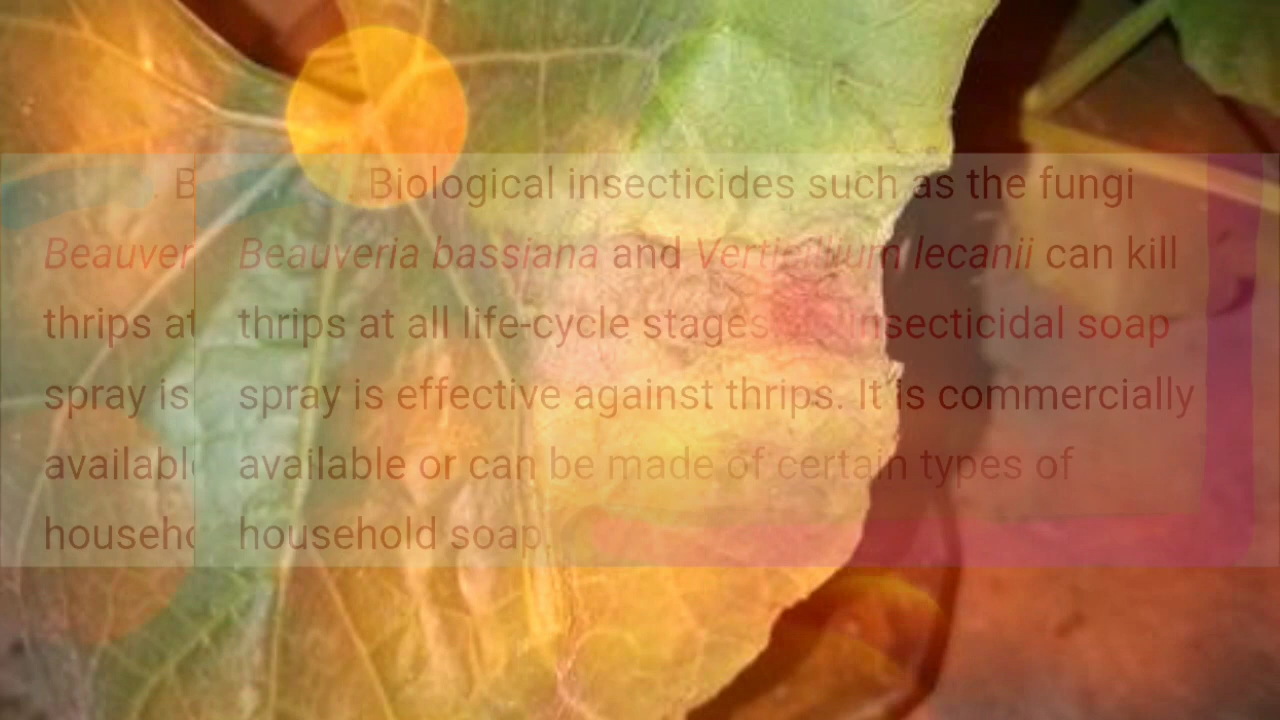 Biological insecticides such as the fungi
Beauveria bassiana and Verticillium lecanii can kill
thrips at all life-cycle stages. Insecticidal soap
spray is effective against thrips. It is commercially
available or can be made of certain types of
household soap.